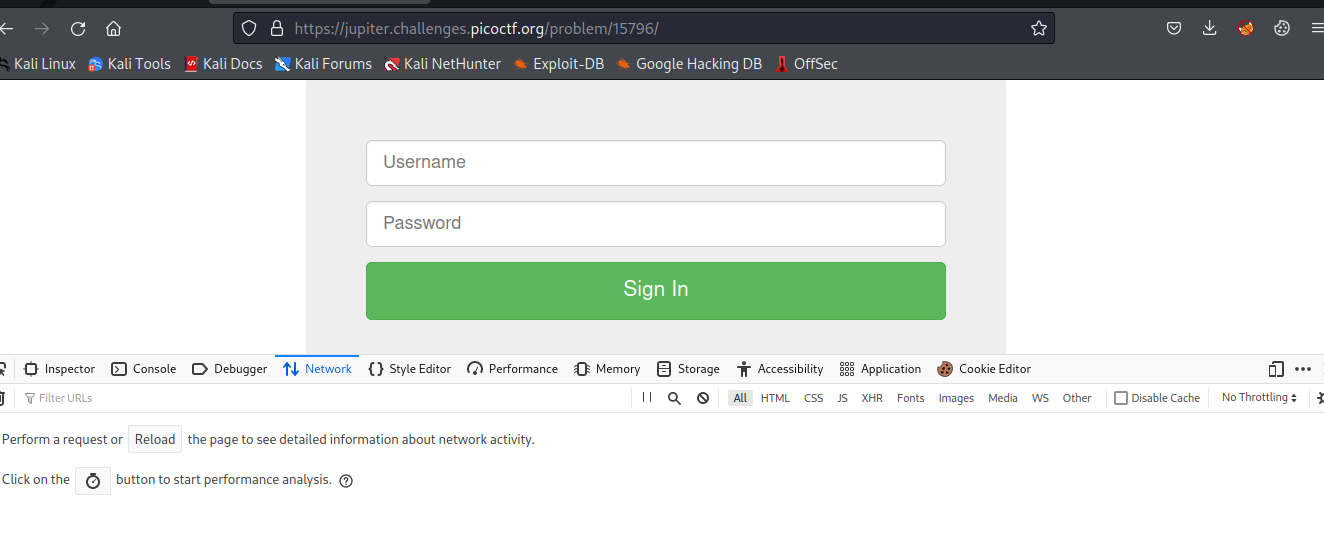 https://jupiter.challenges.picoctf.org/problem/15796/
Kali Linux Kali Tools Kali Docs Kali Forums Kali NetHunter Exploit-DB Google Hacking DB OffSec
Username
Password
Sign In
Inspector Console Debugger Network Style Editor Performance Memory Storage Accessibility Application Cookie Editor
Filter URLs All HTML CSS JS XHR Fonts Images Media WS Other Disable Cache No Throttling
Perform a request or Reload the page to see detailed information about network activity.
Click on the button to start performance analysis.